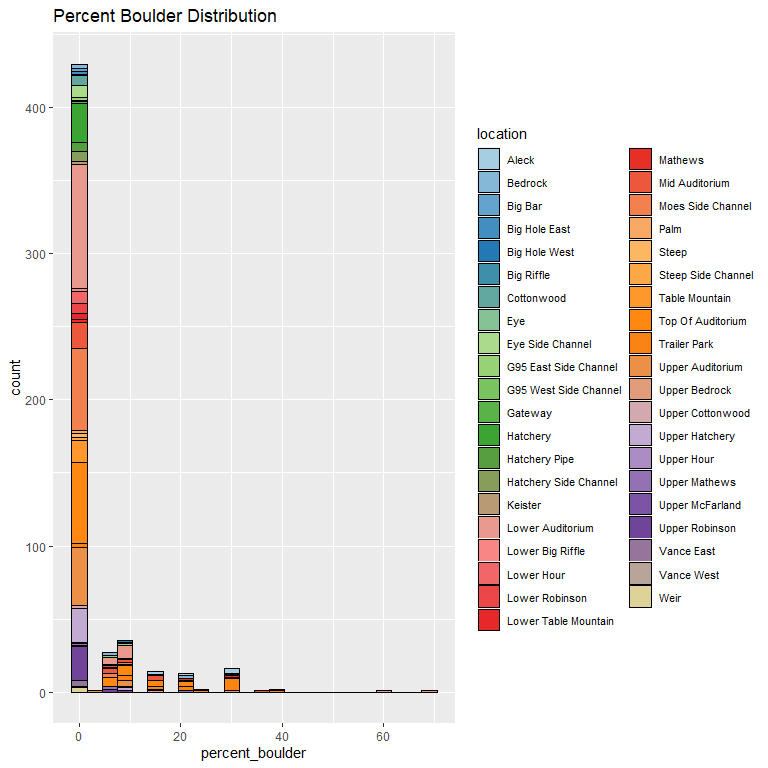 Percent Boulder Distribution
count
400
300
200
100
0
0
20
40
60
percent_boulder
location
Aleck
Bedrock
Big Bar
Big Hole East
Big Hole West
Big Riffle
Cottonwood
Eye
Eye Side Channel
G95 East Side Channel
G95 West Side Channel
Gateway
Hatchery
Hatchery Pipe
Hatchery Side Channel
Keister
Lower Auditorium
Lower Big Riffle
Lower Hour
Lower Robinson
Lower Table Mountain
Mathews
Mid Auditorium
Moes Side Channel
Palm
Steep
Steep Side Channel
Table Mountain
Top Of Auditorium
Trailer Park
Upper Auditorium
Upper Bedrock
Upper Cottonwood
Upper Hatchery
Upper Hour
Upper Mathews
Upper McFarland
Upper Robinson
Vance East
Vance West
Weir